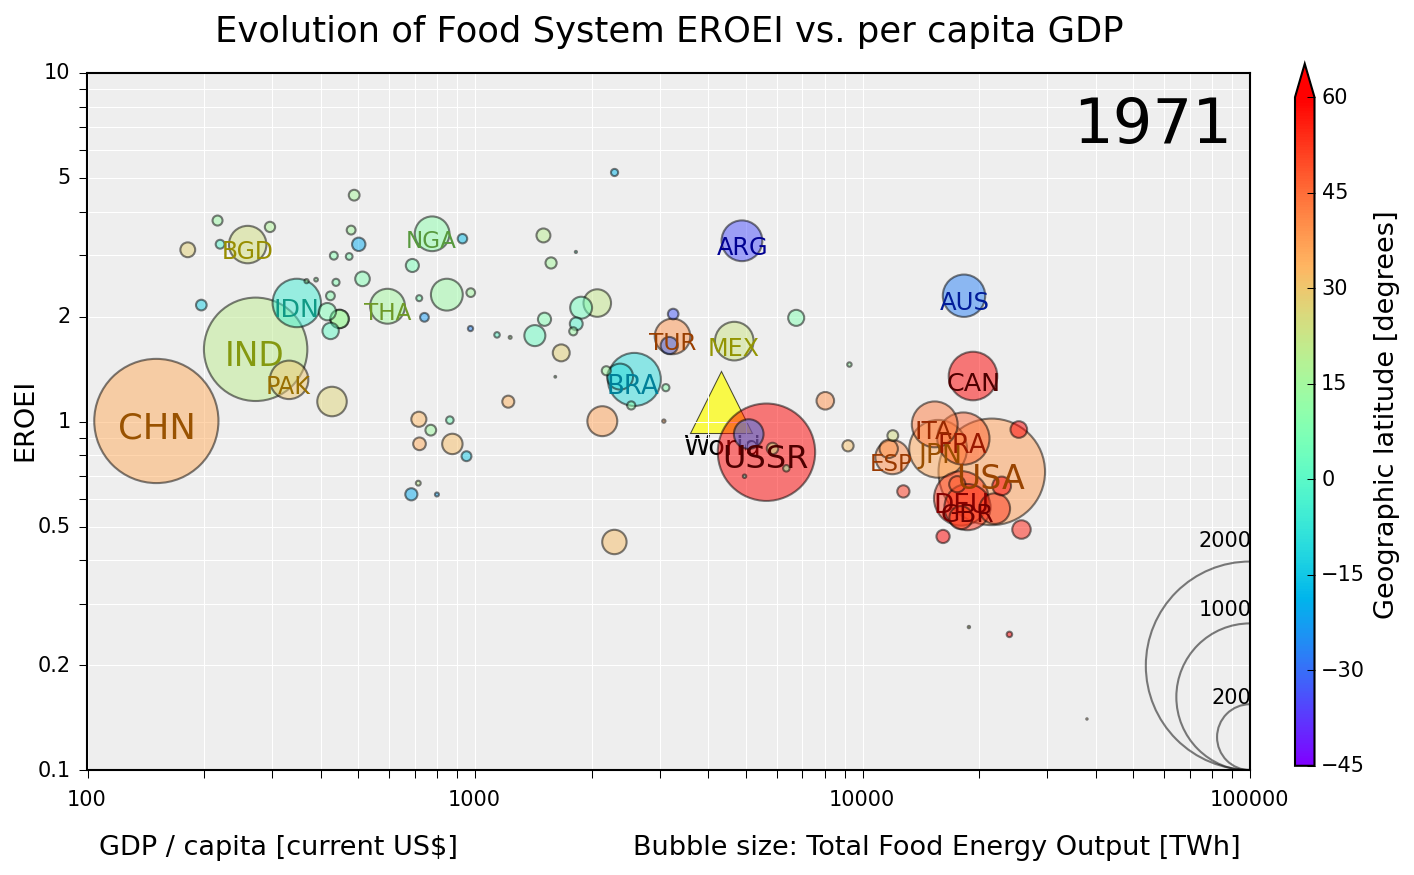 Evolution of Food System EROEI vs. per capita GDP
1971
10
5
2
1
0.5
0.2
0.1
EROEI
BGD
NGA
ARG
IDN
THA
AUS
IND
TUR
MEX
PAK
BRA
CAN
CHN
World
USSR
ITA
FRA
JPN
ESP
USA
DEU
GBR
2000
1000
200
100
1000
10000
100000
GDP / capita [current US$]
Bubble size: Total Food Energy Output [TWh]
60
45
30
15
0
−15
−30
−45
Geographic latitude [degrees]